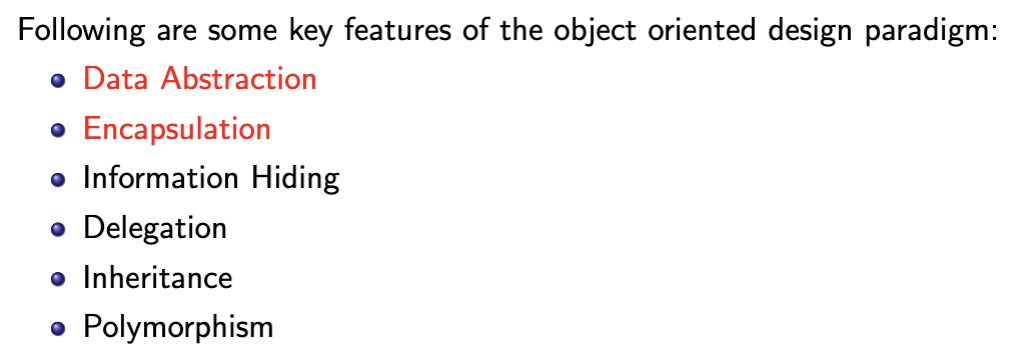 Following are some key features of the object oriented design paradigm:
Data Abstraction
Encapsulation
Information Hiding
Delegation
Inheritance
Polymorphism